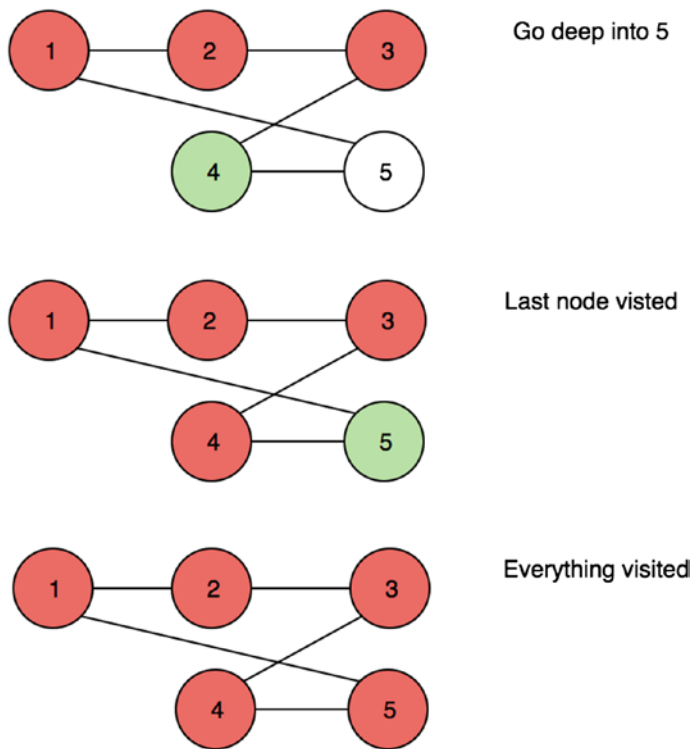 1 2 3 Go deep into 5
4 5
1 2 3 Last node visted
4 5
1 2 3 Everything visited
4 5